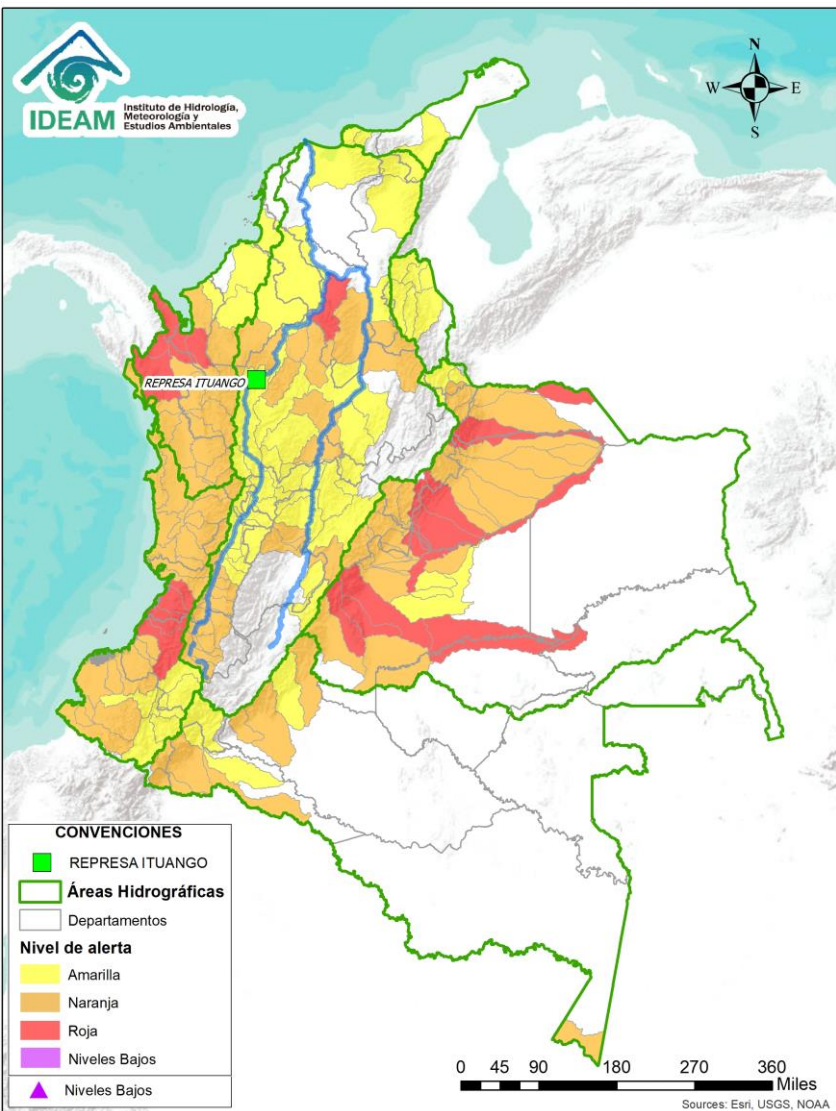 IDEAM
Instituto de Hidrología,
Meteorología y
Estudios Ambientales
N
W
E
S
REPRESA ITUANGO
CONVENCIONES
REPRESA ITUANGO
Áreas Hidrográficas
Departamentos
Nivel de alerta
Amarilla
Naranja
Roja
Niveles Bajos
Niveles Bajos
0 45 90 180 270 360
Miles
Sources: Esri, USGS, NOAA